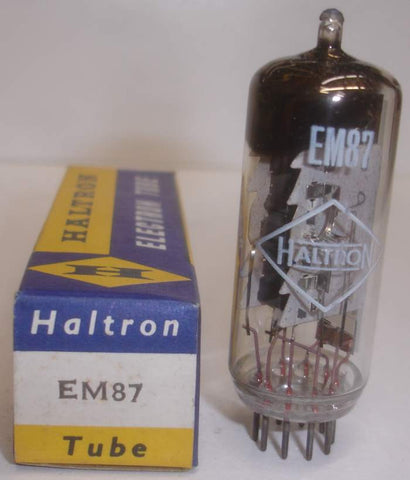 HALTRON
ELECTRON TUBE
H
Haltron
EM87
Tube
EM87
HALTRON